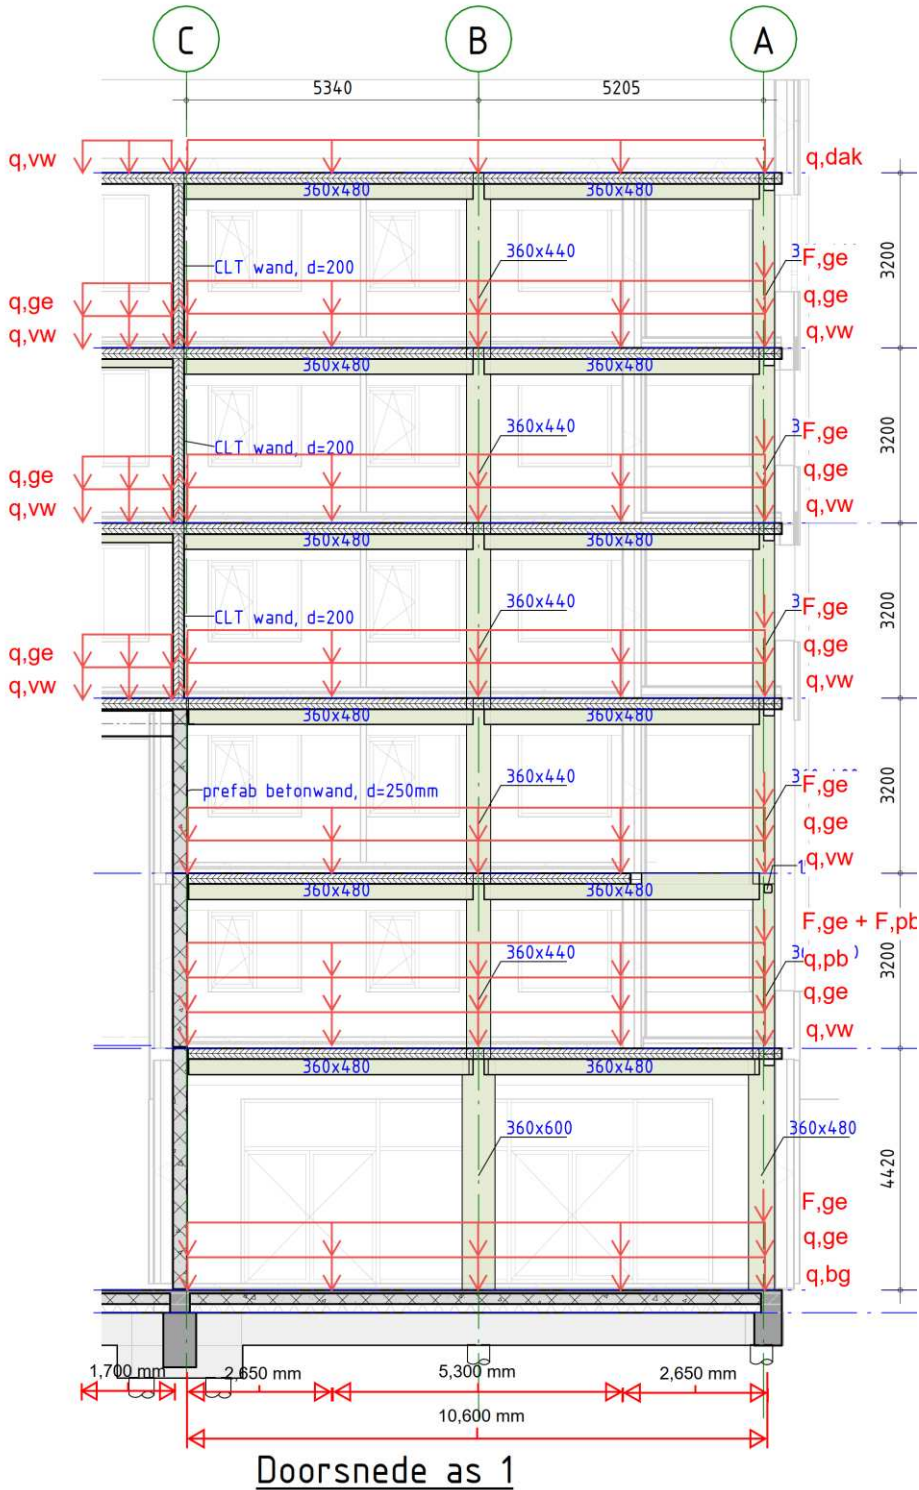 C B A
5340 5205
q,vw q,dak
360x480 360x480
360x440
CLT wand, d=200
F,ge
q,ge q,ge
q,vw q,vw
3200
360x480 360x480
360x440
CLT wand, d=200
F,ge
q,ge q,ge
q,vw q,vw
3200
360x480 360x480
360x440
CLT wand, d=200
F,ge
q,ge q,ge
q,vw q,vw
3200
360x480 360x480
360x440
prefab betonwand, d=250mm
F,ge
q,ge
q,vw
3200
360x480 360x480
F,ge + F,pb
360x440
q,pb
q,ge
q,vw
3200
360x480 360x480
360x600 360x480
4420
F,ge
q,ge
q,bg
1,700 mm 2,650 mm 5,300 mm 2,650 mm
10,600 mm
Doorsnede as 1